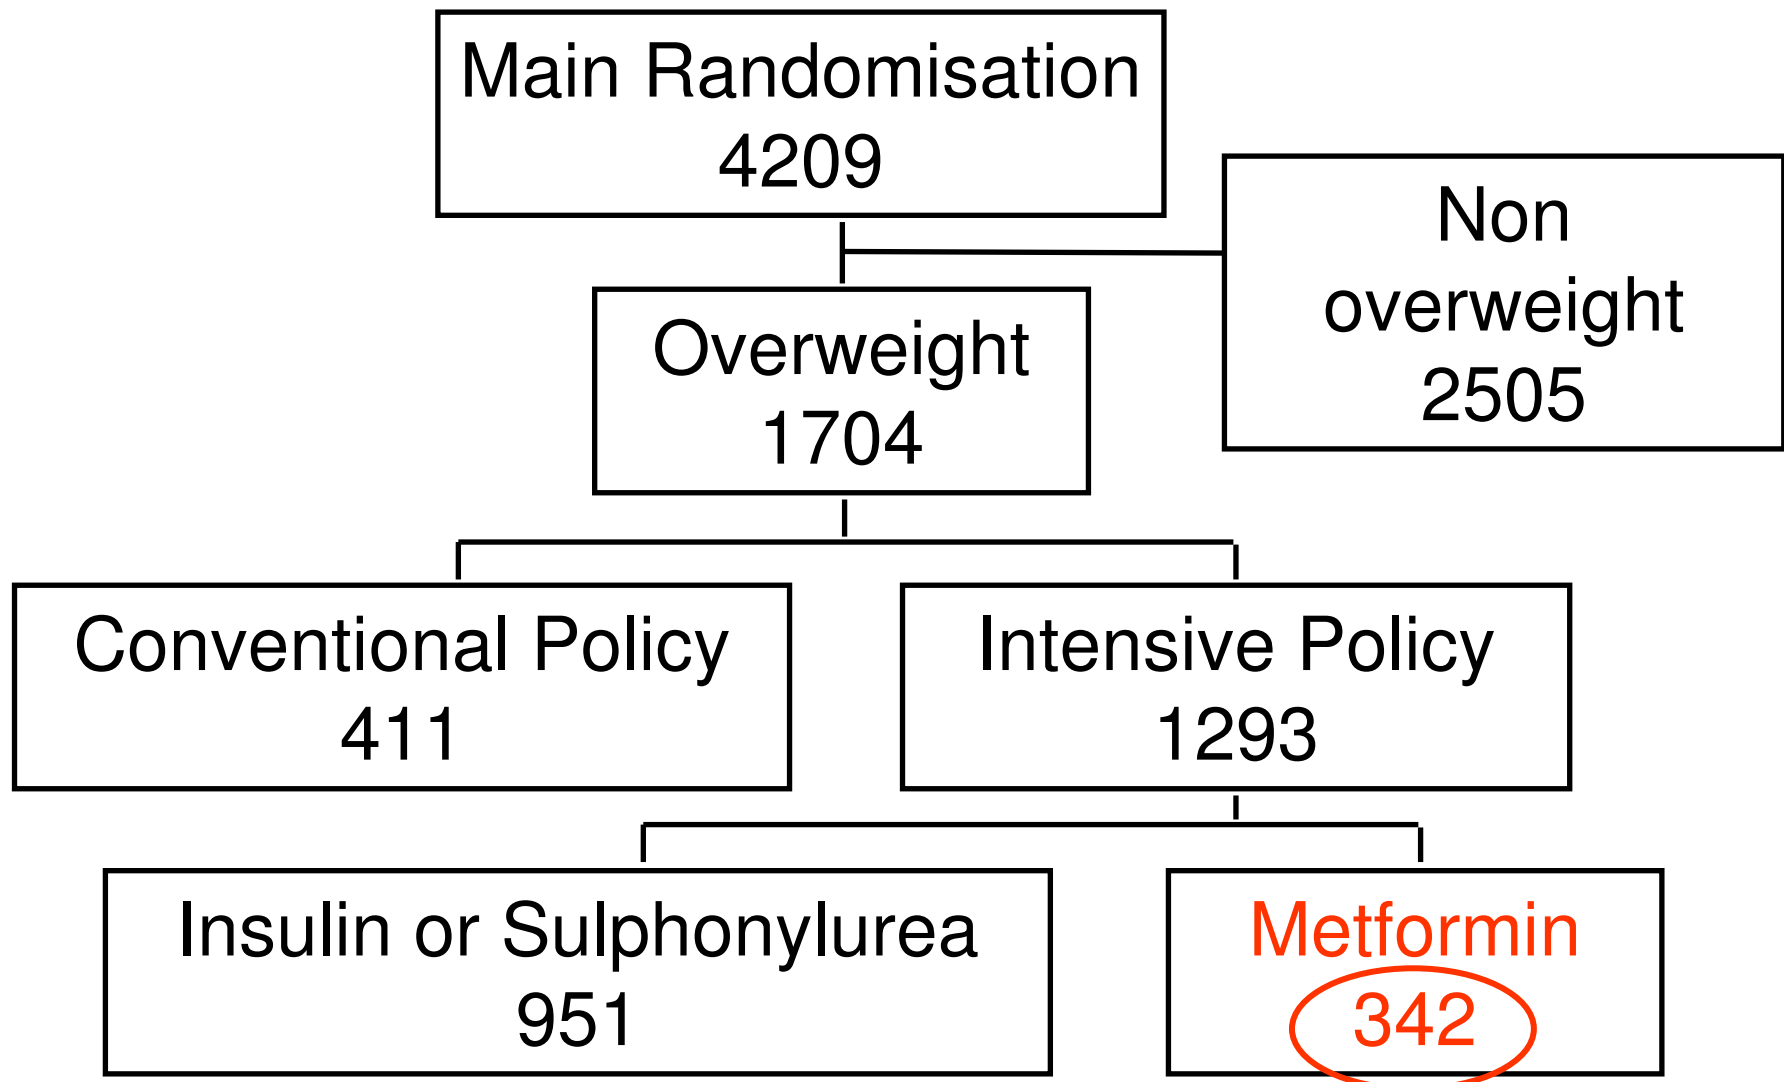 Main Randomisation
4209
Non
overweight
2505
Overweight
1704
Conventional Policy
411
Intensive Policy
1293
Insulin or Sulphonylurea
951
Metformin
342